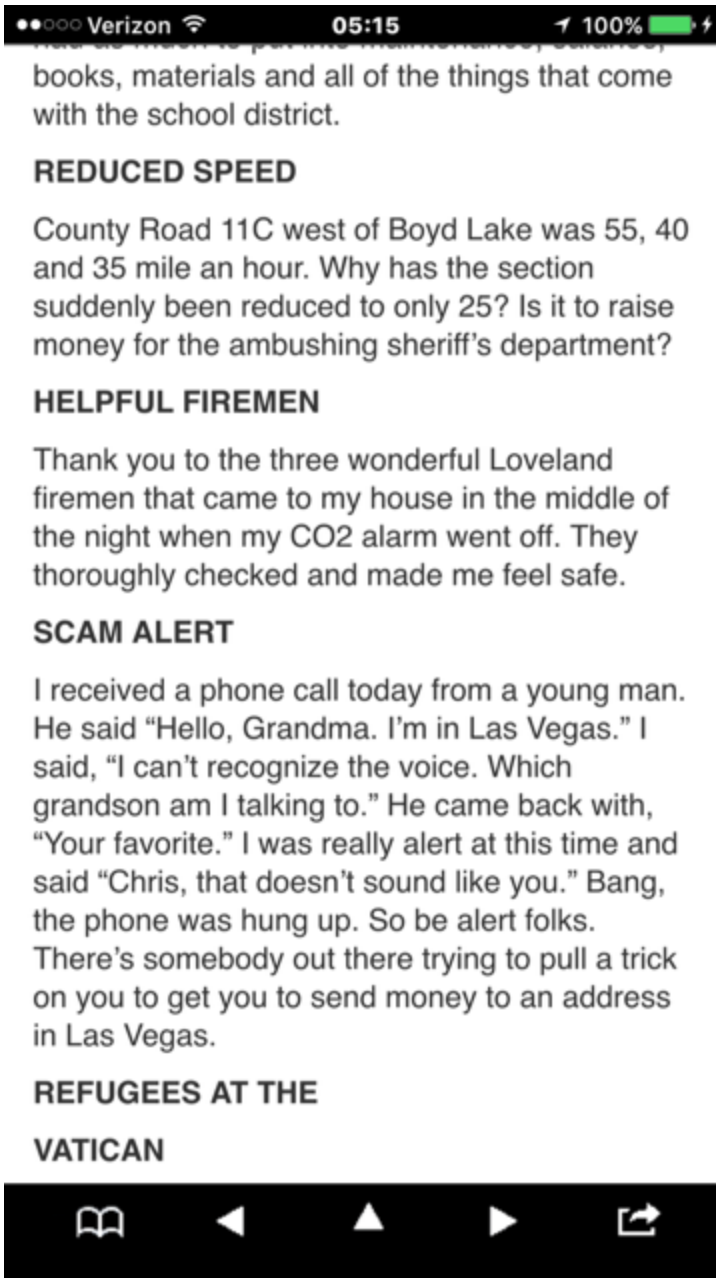 Verizon 05:15 100%
books, materials and all of the things that come
with the school district.
REDUCED SPEED
County Road 11C west of Boyd Lake was 55, 40
and 35 mile an hour. Why has the section
suddenly been reduced to only 25? Is it to raise
money for the ambushing sheriff’s department?
HELPFUL FIREMEN
Thank you to the three wonderful Loveland
firemen that came to my house in the middle of
the night when my CO2 alarm went off. They
thoroughly checked and made me feel safe.
SCAM ALERT
I received a phone call today from a young man.
He said “Hello, Grandma. I’m in Las Vegas.” I
said, “I can’t recognize the voice. Which
grandson am I talking to.” He came back with,
“Your favorite.” I was really alert at this time and
said “Chris, that doesn’t sound like you.” Bang,
the phone was hung up. So be alert folks.
There’s somebody out there trying to pull a trick
on you to get you to send money to an address
in Las Vegas.
REFUGEES AT THE
VATICAN